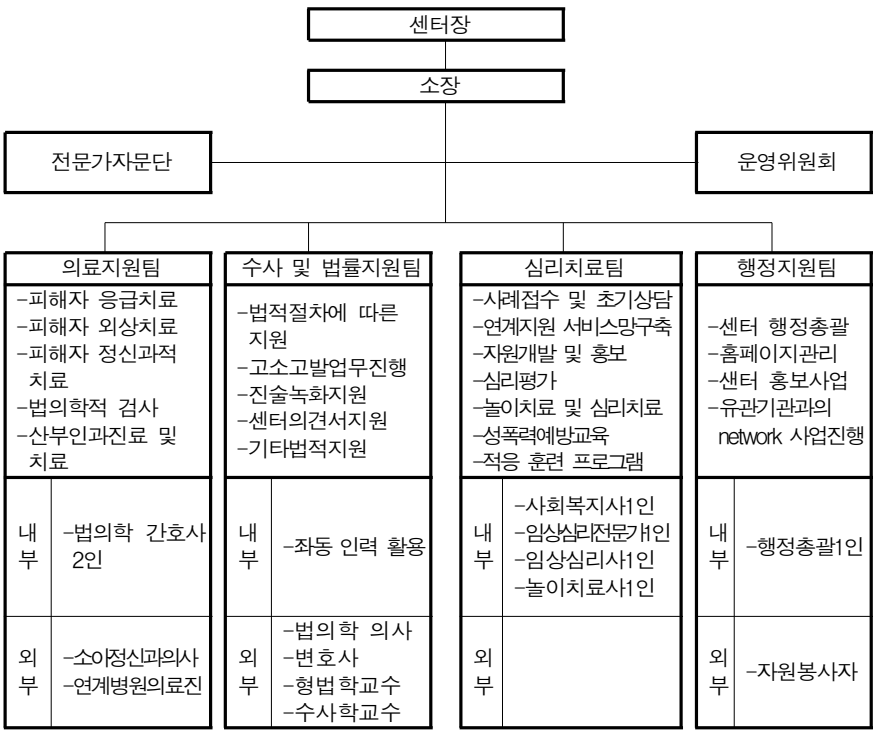 센터장
소장
전문가자문단
운영위원회
의료지원팀
-피해자 응급치료
-피해자 외상치료
-피해자 정신과적
치료
-법의학적 검사
-산부인과진료 및
치료
내
부
-법의학 간호사
2인
외
부
-소아정신과의사
-연계병원의료진
수사 및 법률지원팀
-법적절차에 따른
지원
-고소고발업무진행
-진술녹화지원
-센터의견서지원
-기타법적지원
내
부
-좌동 인력 활용
외
부
-법의학 의사
-변호사
-형법학교수
-수사학교수
심리치료팀
-사례접수 및 초기상담
-연계지원 서비스망구축
-자원개발 및 홍보
-심리평가
-놀이치료 및 심리치료
-성폭력예방교육
-적응 훈련 프로그램
내
부
-사회복지사1인
-임상심리전문가1인
-임상심리사1인
-놀이치료사1인
외
부
행정지원팀
-센터 행정총괄
-홈페이지관리
-샌터 홍보사업
-유관기관과의
network 사업진행
내
부
-행정총괄1인
외
부
-자원봉사자